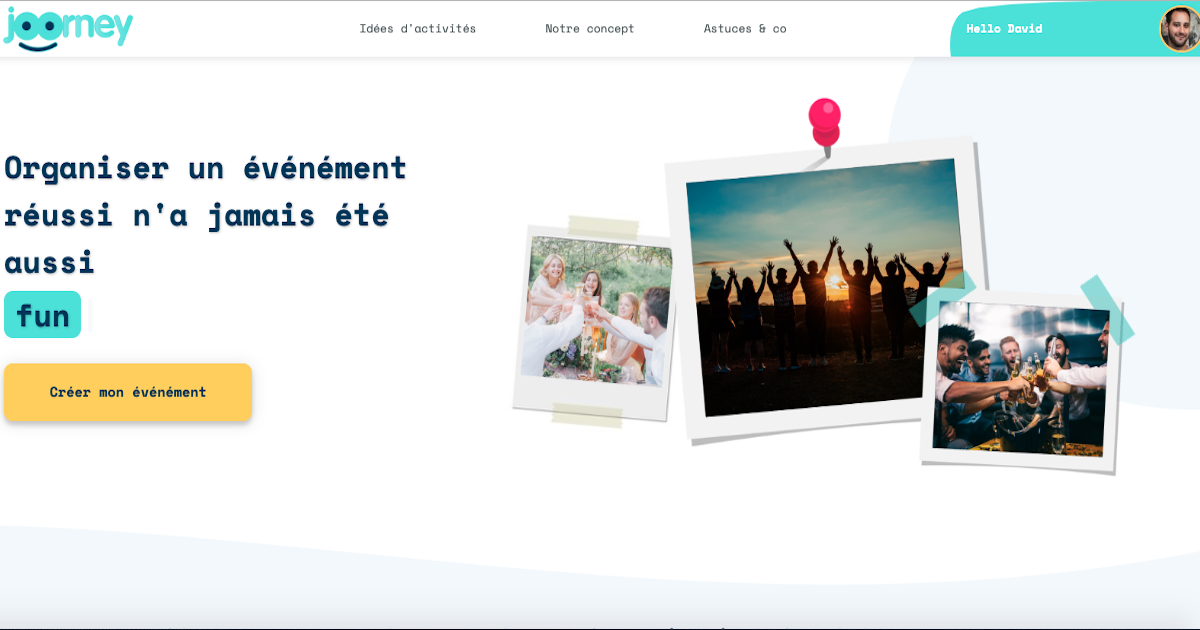 joorney
Idées d'activités
Notre concept
Astuces & co
Hello David
Organiser un événément
réussi n'a jamais été
aussi
fun
Créer mon événément